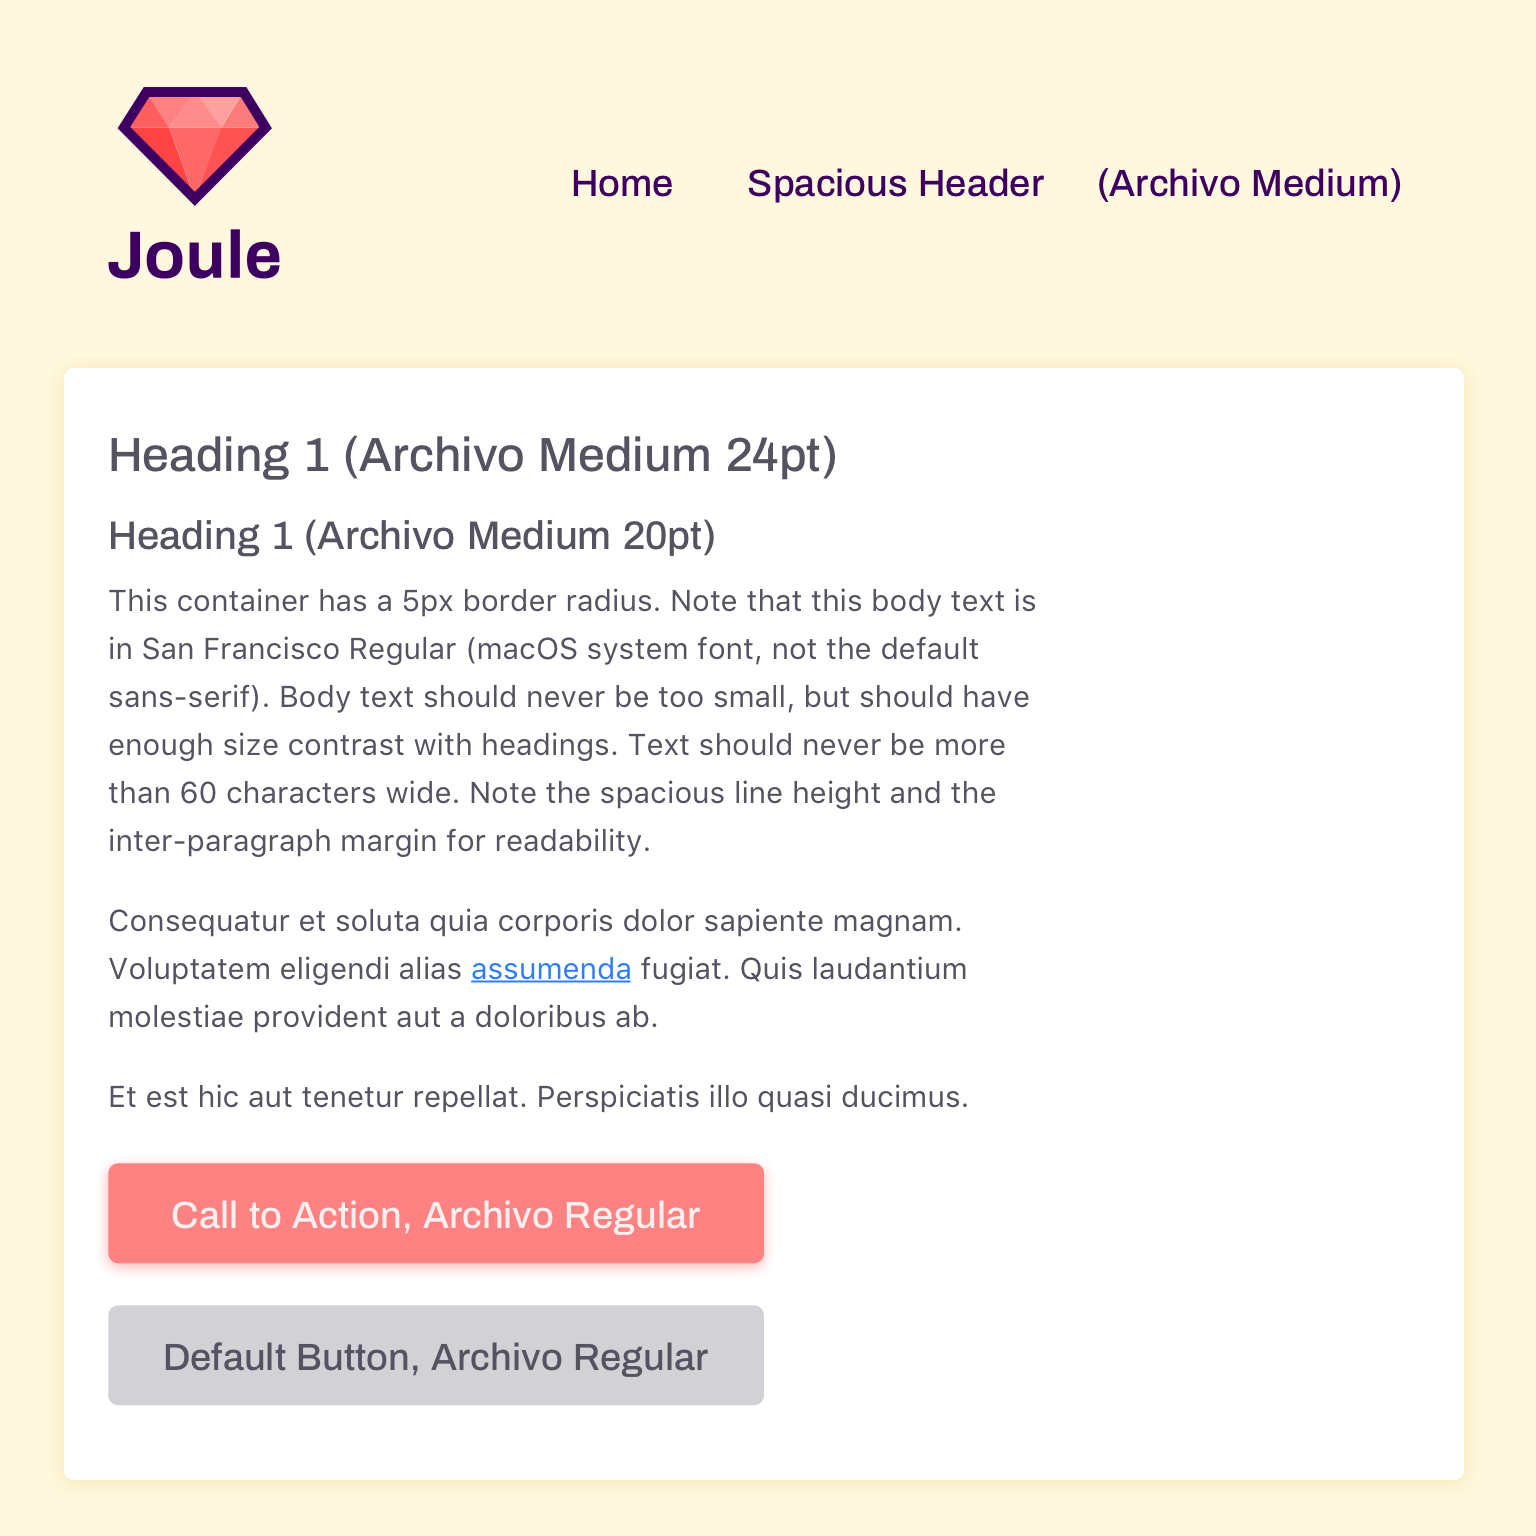 Joule
Home Spacious Header (Archivo Medium)
Heading 1 (Archivo Medium 24pt)
Heading 1 (Archivo Medium 20pt)
This container has a 5px border radius. Note that this body text is
in San Francisco Regular (macOS system font, not the default
sans-serif). Body text should never be too small, but should have
enough size contrast with headings. Text should never be more
than 60 characters wide. Note the spacious line height and the
inter-paragraph margin for readability.
Consequatur et soluta quia corporis dolor sapiente magnam.
Voluptatem eligendi alias assumenda fugiat. Quis laudantium
molestiae provident aut a doloribus ab.
Et est hic aut tenetur repellat. Perspiciatis illo quasi ducimus.
Call to Action, Archivo Regular
Default Button, Archivo Regular